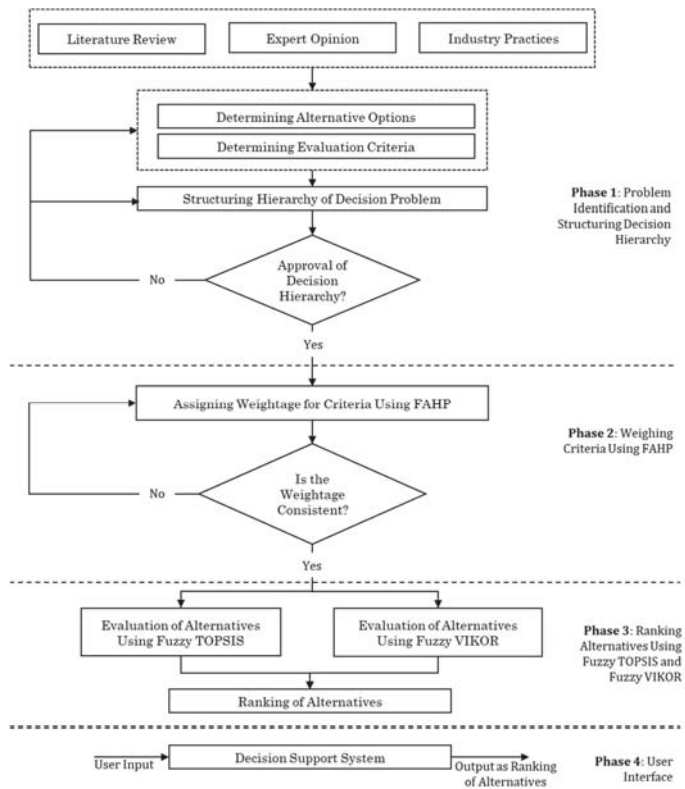 Literature Review
Expert Opinion
Industry Practices
Determining Alternative Options
Determining Evaluation Criteria
Structuring Hierarchy of Decision Problem
Phase 1: Problem
Identification and
Structuring Decision
Hierarchy
Approval of
Decision
Hierarchy?
No
Yes
Assigning Weightage for Criteria Using FAHP
Phase 2: Weighing
Criteria Using FAHP
Is the
Weightage
Consistent?
No
Yes
Evaluation of Alternatives
Using Fuzzy TOPSIS
Evaluation of Alternatives
Using Fuzzy VIKOR
Phase 3: Ranking
Alternatives Using
Fuzzy TOPSIS and
Fuzzy VIKOR
Ranking of Alternatives
User Input
Decision Support System
Output as Ranking
of Alternatives
Phase 4: User
Interface